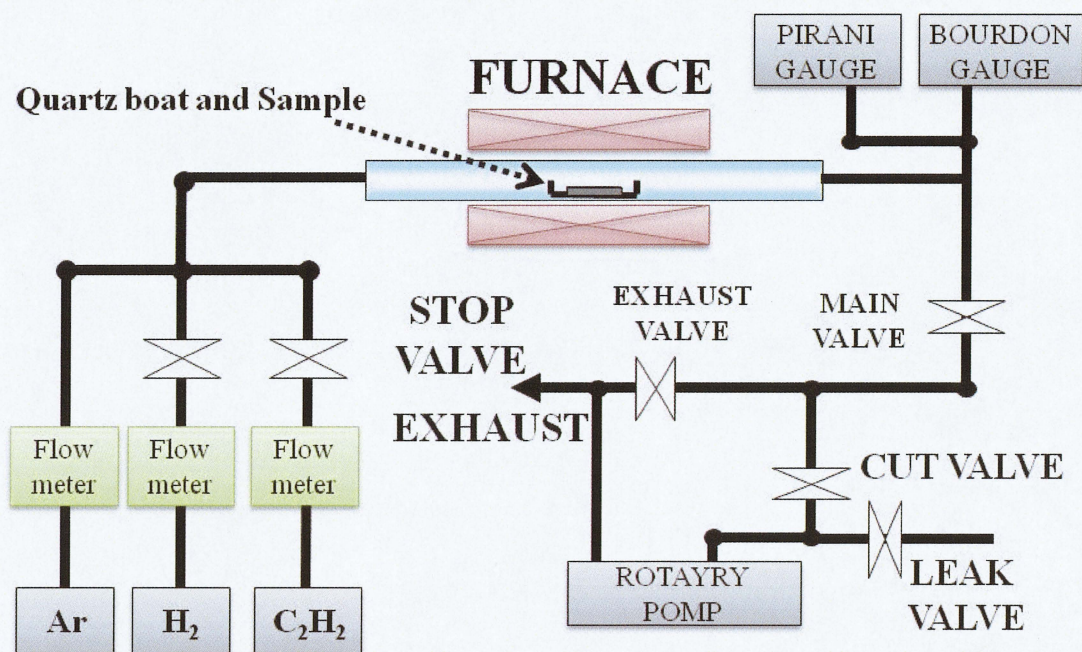 PIRANI
GAUGE
BOURDON
GAUGE
FURNACE
Quartz boat and Sample
STOP
VALVE
EXHAUST
EXHAUST
VALVE
MAIN
VALVE
CUT VALVE
LEAK
VALVE
Flow
meter
Flow
meter
Flow
meter
Ar
H₂
C₂H₂
ROTAYRY
POMP